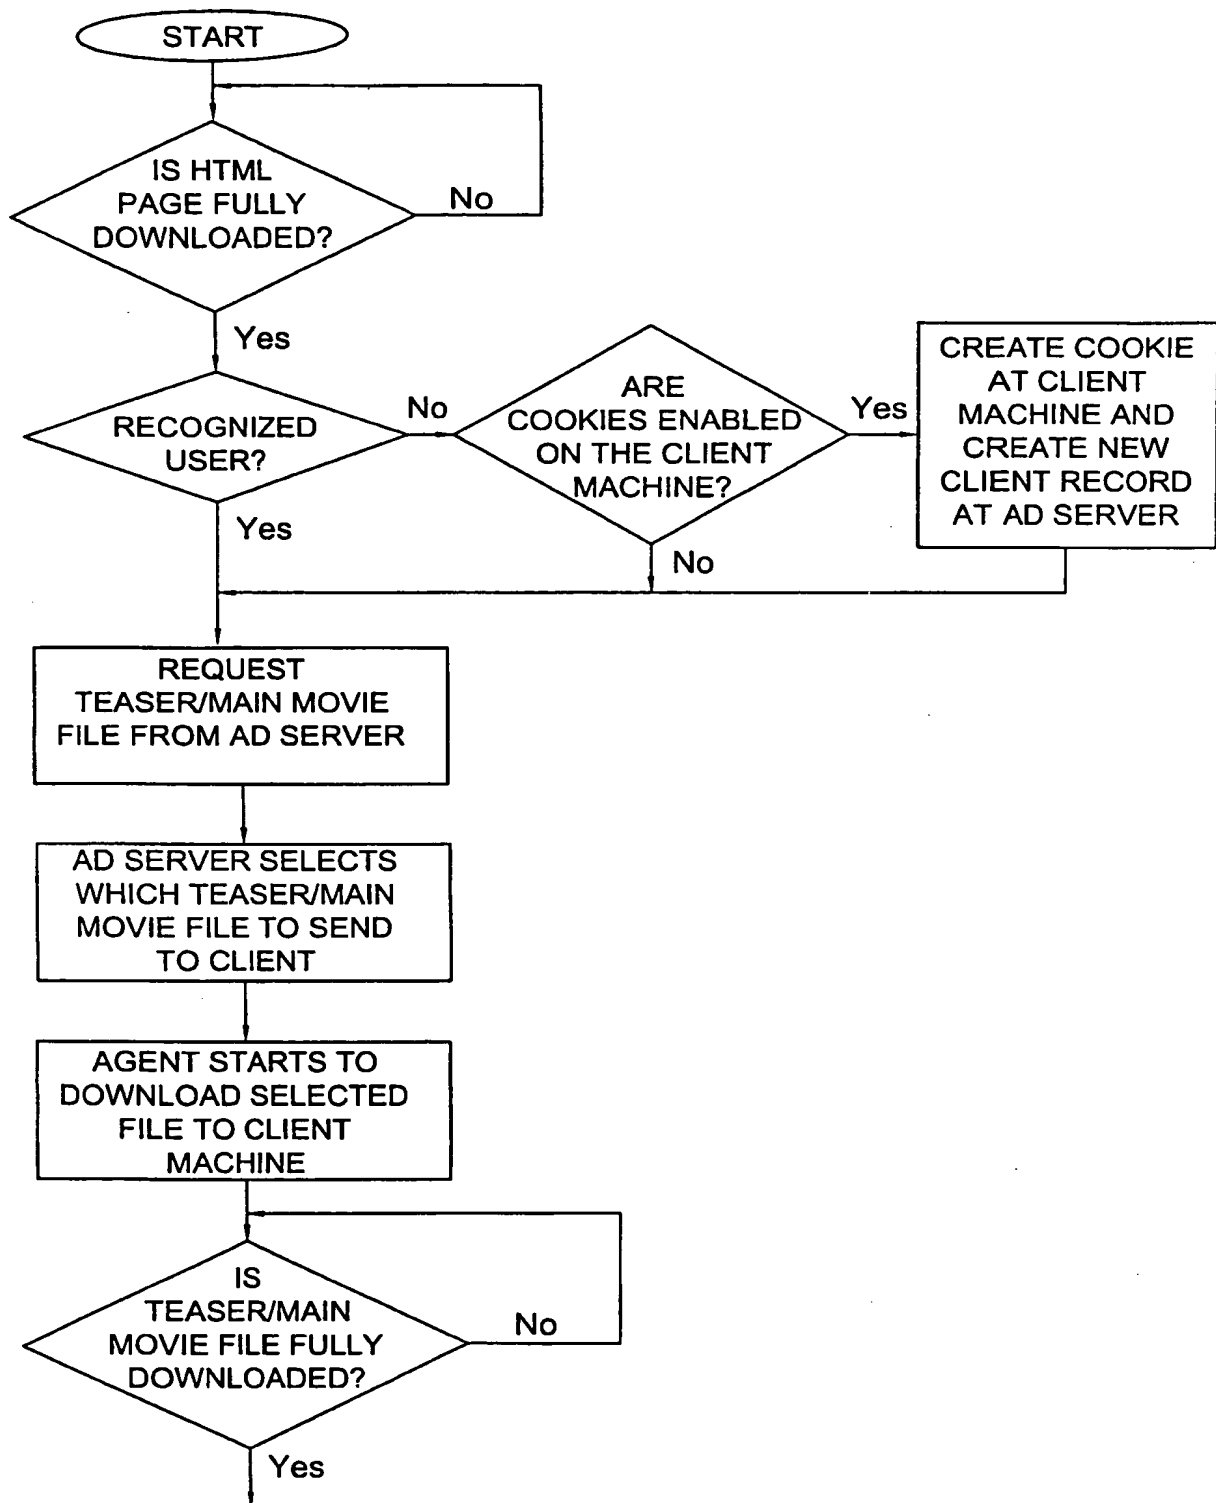 START
IS HTML
PAGE FULLY
DOWNLOADED?
No
Yes
RECOGNIZED
USER?
No
ARE
COOKIES ENABLED
ON THE CLIENT
MACHINE?
Yes
CREATE COOKIE
AT CLIENT
MACHINE AND
CREATE NEW
CLIENT RECORD
AT AD SERVER
Yes
No
REQUEST
TEASER/MAIN MOVIE
FILE FROM AD SERVER
AD SERVER SELECTS
WHICH TEASER/MAIN
MOVIE FILE TO SEND
TO CLIENT
AGENT STARTS TO
DOWNLOAD SELECTED
FILE TO CLIENT
MACHINE
IS
TEASER/MAIN
MOVIE FILE FULLY
DOWNLOADED?
No
Yes